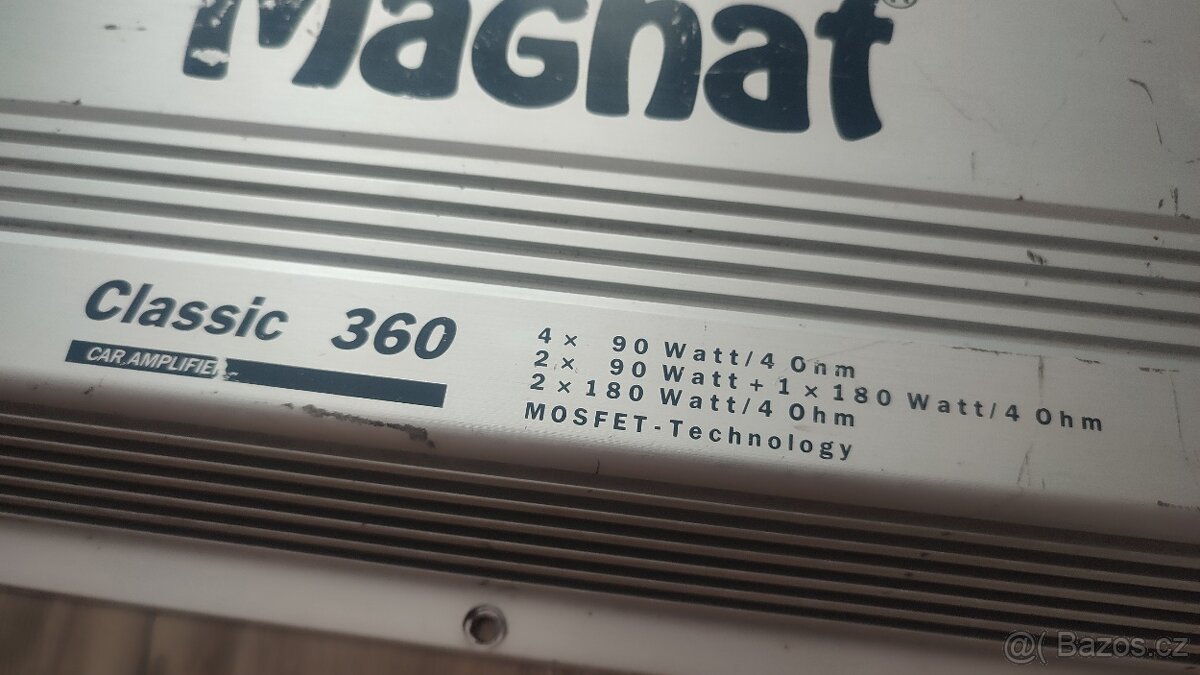 Magnat®
Classic 360
CAR AMPLIFIER
4 x 90 Watt/4 Ohm
2 x 90 Watt + 1 x 180 Watt/4 Ohm
2 x 180 Watt/4 Ohm
MOSFET-Technology
@( Bazos.cz